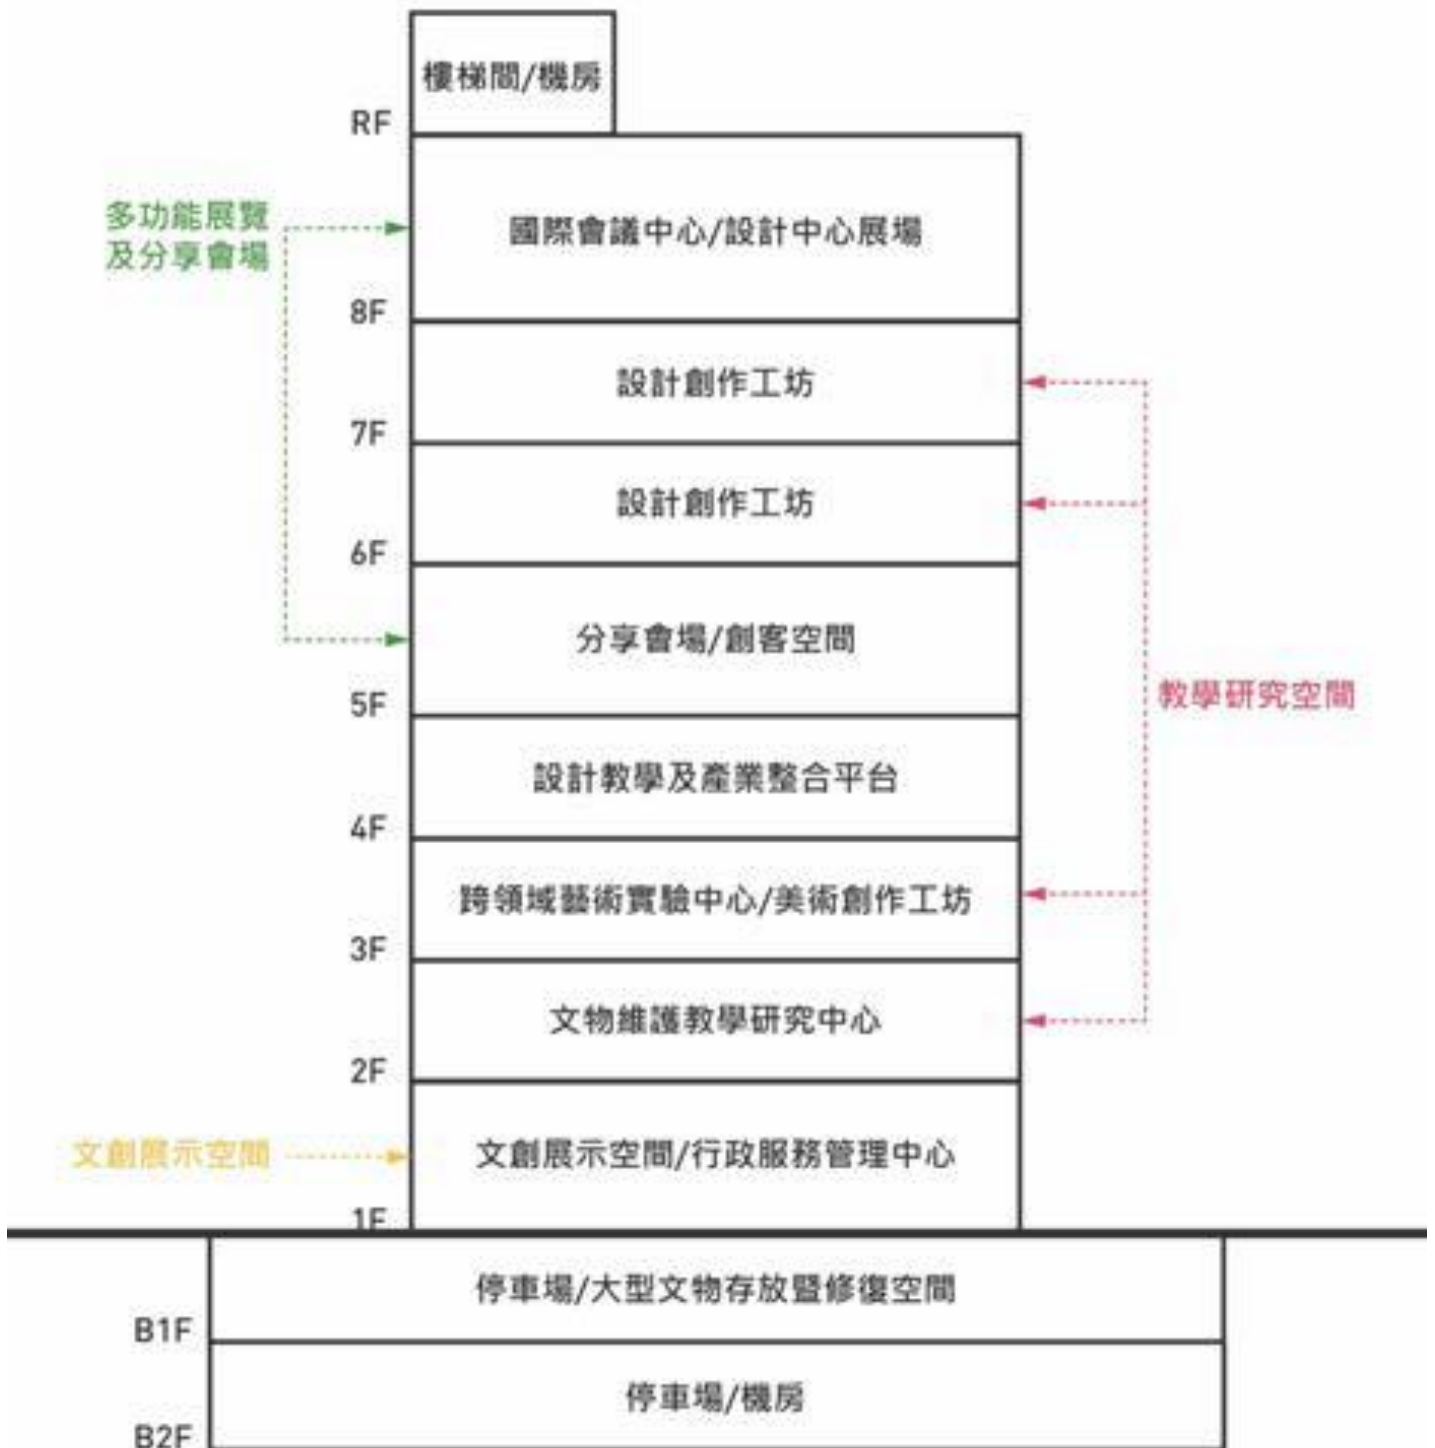 樓梯間/機房
RF
多功能展覽
及分享會場
國際會議中心/設計中心展場
8F
設計創作工坊
7F
設計創作工坊
6F
分享會場/創客空間
5F
教學研究空間
設計教學及產業整合平台
4F
跨領域藝術實驗中心/美術創作工坊
3F
文物維護教學研究中心
2F
文創展示空間
文創展示空間/行政服務管理中心
1F
停車場/大型文物存放暨修復空間
B1F
停車場/機房
B2F